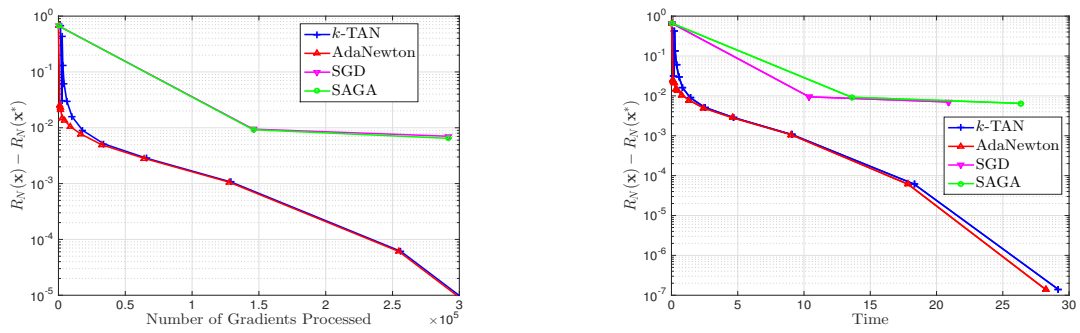 10^0
10^-1
10^-2
10^-3
10^-4
10^-5
R_N(x) − R_N(x*)
0 0.5 1 1.5 2 2.5 3
×10^5
Number of Gradients Processed
k-TAN
AdaNewton
SGD
SAGA
10^0
10^-1
10^-2
10^-3
10^-4
10^-5
10^-6
10^-7
R_N(x) − R_N(x*)
0 5 10 15 20 25 30
Time
k-TAN
AdaNewton
SGD
SAGA